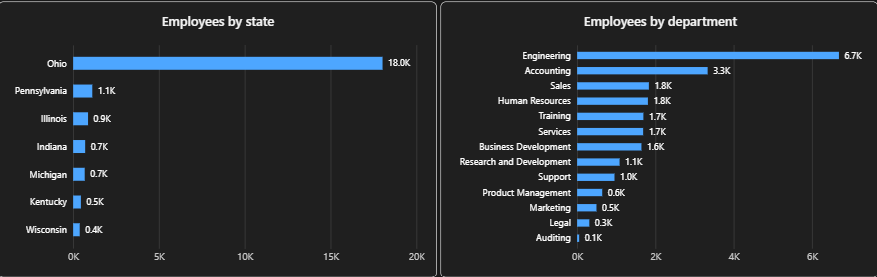 Employees by state
Ohio 18.0K
Pennsylvania 1.1K
Illinois 0.9K
Indiana 0.7K
Michigan 0.7K
Kentucky 0.5K
Wisconsin 0.4K
0K 5K 10K 15K 20K
Employees by department
Engineering 6.7K
Accounting 3.3K
Sales 1.8K
Human Resources 1.8K
Training 1.7K
Services 1.7K
Business Development 1.6K
Research and Development 1.1K
Support 1.0K
Product Management 0.6K
Marketing 0.5K
Legal 0.3K
Auditing 0.1K
0K 2K 4K 6K